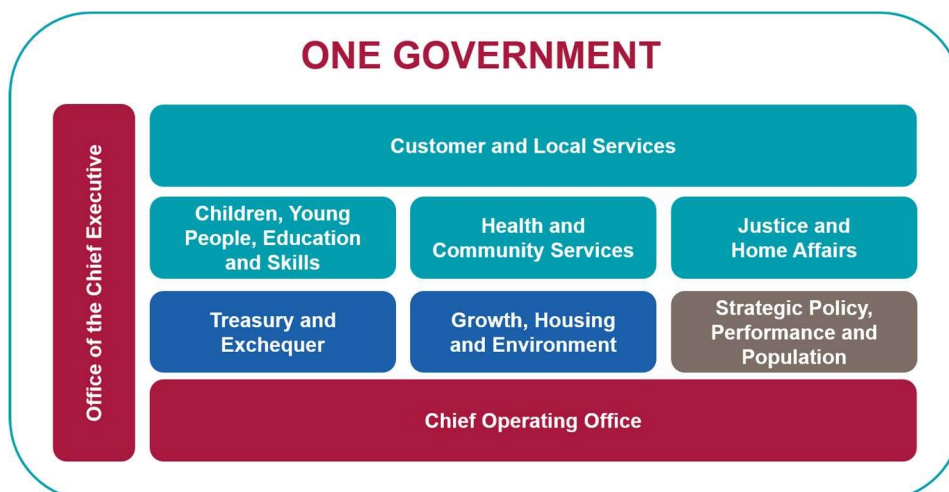 ONE GOVERNMENT
Office of the Chief Executive
Customer and Local Services
Children, Young
People, Education
and Skills
Health and
Community Services
Justice and
Home Affairs
Treasury and
Exchequer
Growth, Housing
and Environment
Strategic Policy,
Performance and
Population
Chief Operating Office